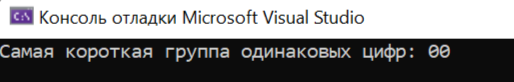 Консоль отладки Microsoft Visual Studio
Самая короткая группа одинаковых цифр: 00